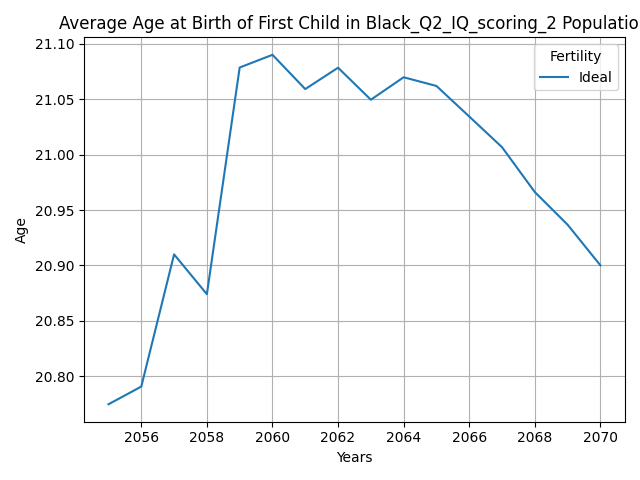 Average Age at Birth of First Child in Black_Q2_IQ_scoring_2 Populatio
21.10
21.05
21.00
20.95
20.90
20.85
20.80
Age
Fertility
Ideal
2056 2058 2060 2062 2064 2066 2068 2070
Years